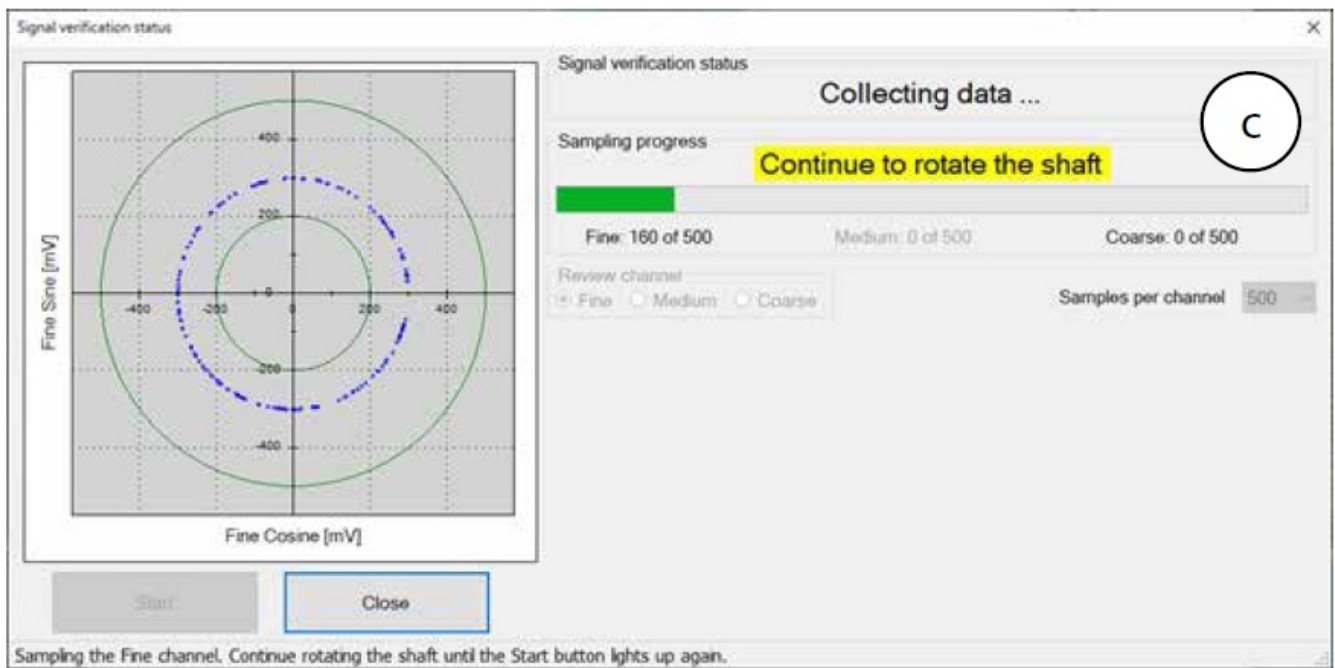 Signal verification status
×
Signal verification status
Collecting data ...
C
Sampling progress
Continue to rotate the shaft
Fine: 160 of 500 Medium: 0 of 500 Coarse: 0 of 500
Review channel
Fine Medium Coarse
Samples per channel 500
400
200
-400 -200 0 0 200 400
-200
-400
Fine Sine [mV]
Fine Cosine [mV]
Start Close
Sampling the Fine channel. Continue rotating the shaft until the Start button lights up again.